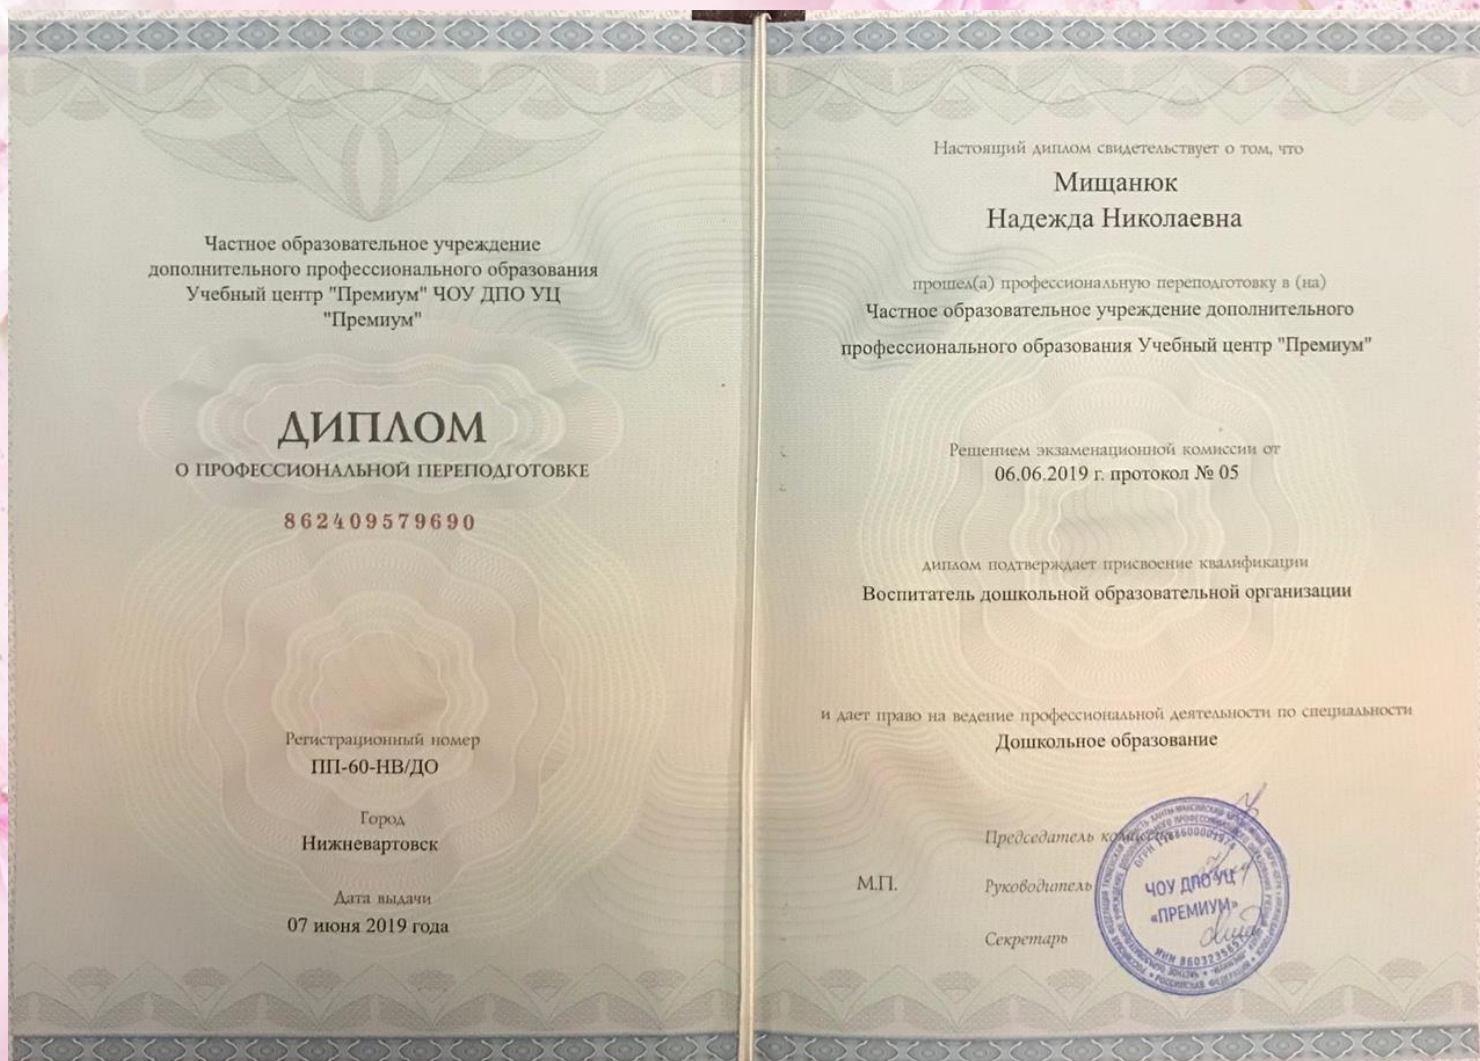 Частное образовательное учреждение
дополнительного профессионального образования
Учебный центр "Премиум" ЧОУ ДПО УЦ
"Премиум"
ДИПЛОМ
О ПРОФЕССИОНАЛЬНОЙ ПЕРЕПОДГОТОВКЕ
862409579690
Регистрационный номер
ПП-60-НВ/ДО
Город
Нижневартовск
Дата выдачи
07 июня 2019 года
Настоящий диплом свидетельствует о том, что
Мищанюк
Надежда Николаевна
прошел(а) профессиональную переподготовку в (на)
Частное образовательное учреждение дополнительного
профессионального образования Учебный центр "Премиум"
Решением экзаменационной комиссии от
06.06.2019 г. протокол № 05
диплом подтверждает присвоение квалификации
Воспитатель дошкольной образовательной организации
и дает право на ведение профессиональной деятельности по специальности
Дошкольное образование
Председатель комиссии
М.П.
Руководитель
Секретарь
ЧОУ ДПО УЦ
«ПРЕМИУМ»